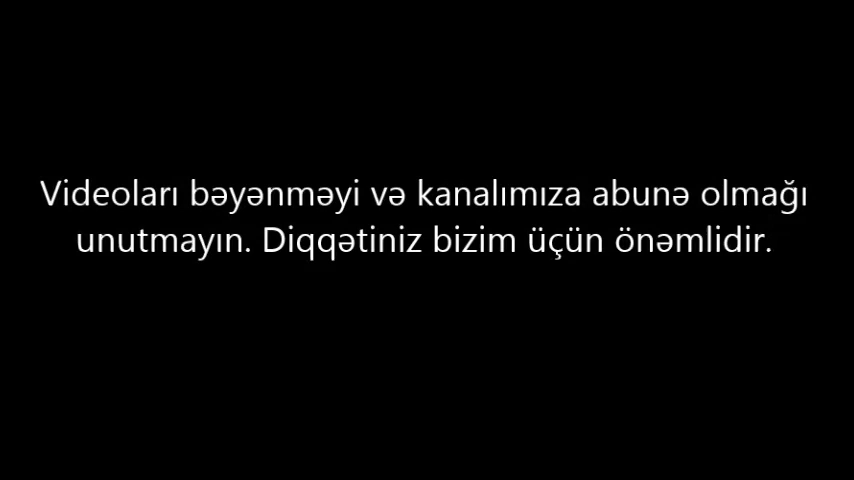 Videoları bəyənməyi və kanalımıza abunə olmağı
unutmayın. Diqqətiniz bizim üçün önəmlidir.